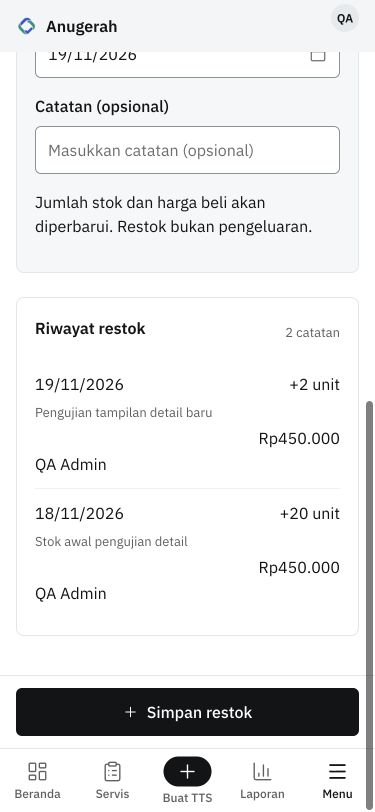 Anugerah
QA
19/11/2026
Catatan (opsional)
Masukkan catatan (opsional)
Jumlah stok dan harga beli akan
diperbarui. Restok bukan pengeluaran.
Riwayat restok
2 catatan
19/11/2026
+2 unit
Pengujian tampilan detail baru
Rp450.000
QA Admin
18/11/2026
+20 unit
Stok awal pengujian detail
Rp450.000
QA Admin
+ Simpan restok
Beranda
Servis
Buat TTS
Laporan
Menu